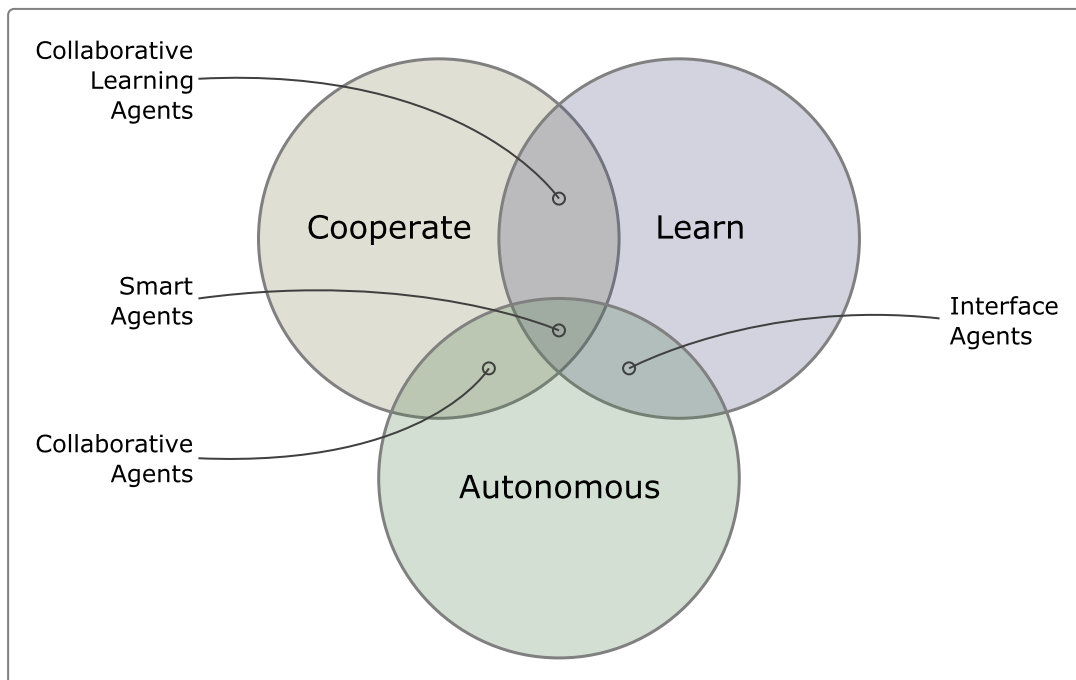 Collaborative
Learning
Agents
Cooperate
Learn
Smart
Agents
Interface
Agents
Collaborative
Agents
Autonomous